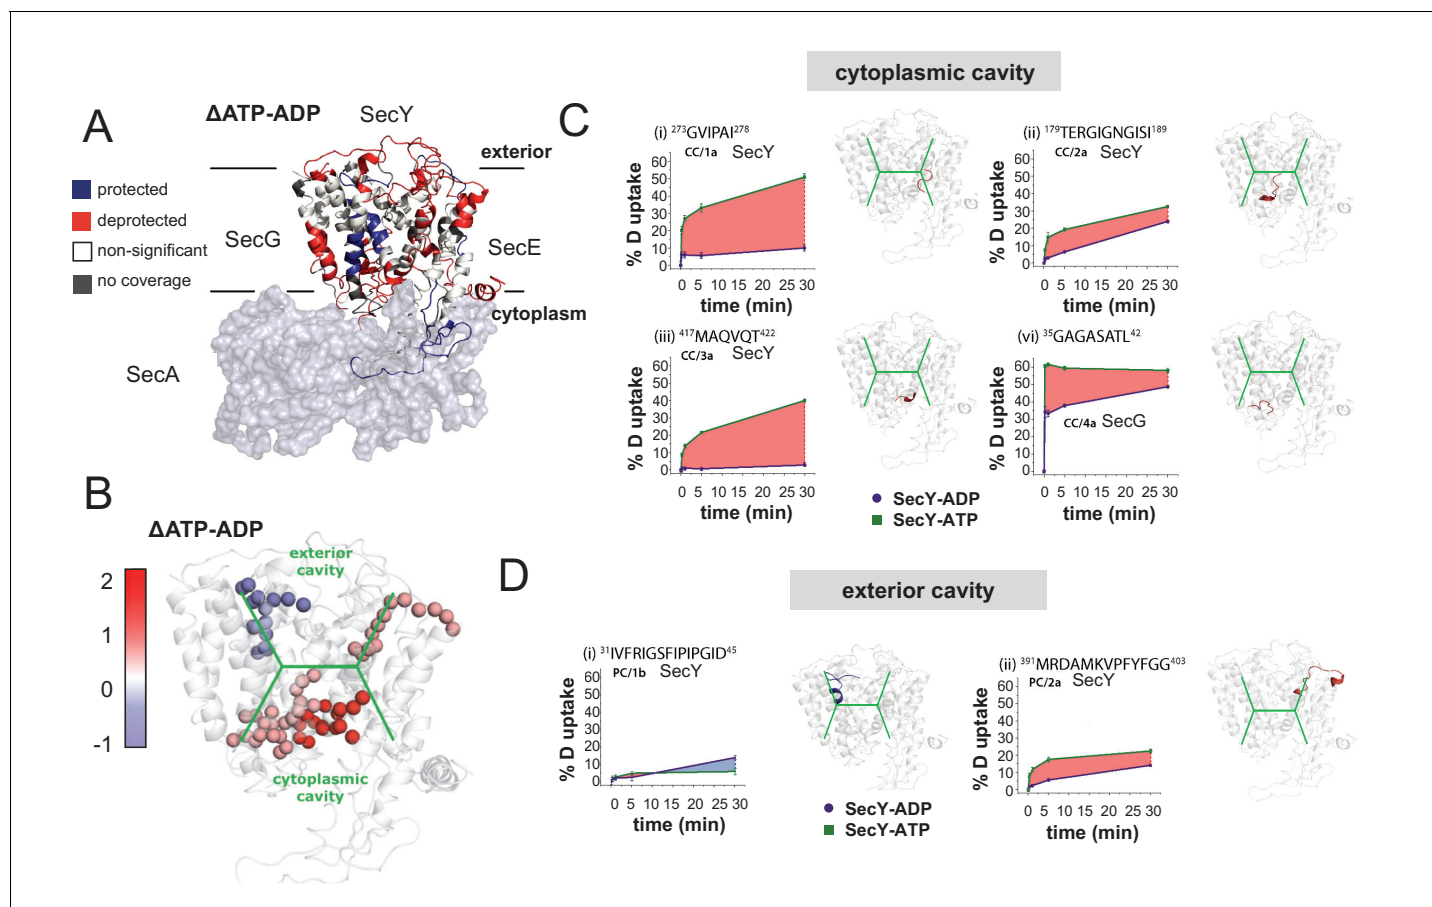 cytoplasmic cavity
A
ΔATP-ADP
SecY
exterior
protected
deprotected
non-significant
no coverage
SecG
SecE
cytoplasm
SecA
B
ΔATP-ADP
2
1
0
-1
exterior
cavity
cytoplasmic
cavity
C
(i) ²⁷³GVIPAI²⁷⁸
CC/1a SecY
% D uptake
60
50
40
30
20
10
0
0 5 10 15 20 25 30
time (min)
(ii) ¹⁷⁹TERGIGNGISI¹⁸⁹
CC/2a SecY
% D uptake
60
50
40
30
20
10
0
0 5 10 15 20 25 30
time (min)
(iii) ⁴¹⁷MAQVQT⁴²²
CC/3a SecY
% D uptake
60
50
40
30
20
10
0
0 5 10 15 20 25 30
time (min)
(vi) ³⁵GAGASATL⁴²
CC/4a SecG
% D uptake
60
50
40
30
20
10
0
0 5 10 15 20 25 30
time (min)
SecY-ADP
SecY-ATP
D
exterior cavity
(i) ³¹IVFRIGSFIPIPGID⁴⁵
PC/1b SecY
% D uptake
60
50
40
30
20
10
0
0 5 10 15 20 25 30
time (min)
(ii) ³⁹¹MRDAMKVPFYFGG⁴⁰³
PC/2a SecY
% D uptake
60
50
40
30
20
10
0
0 5 10 15 20 25 30
time (min)
SecY-ADP
SecY-ATP